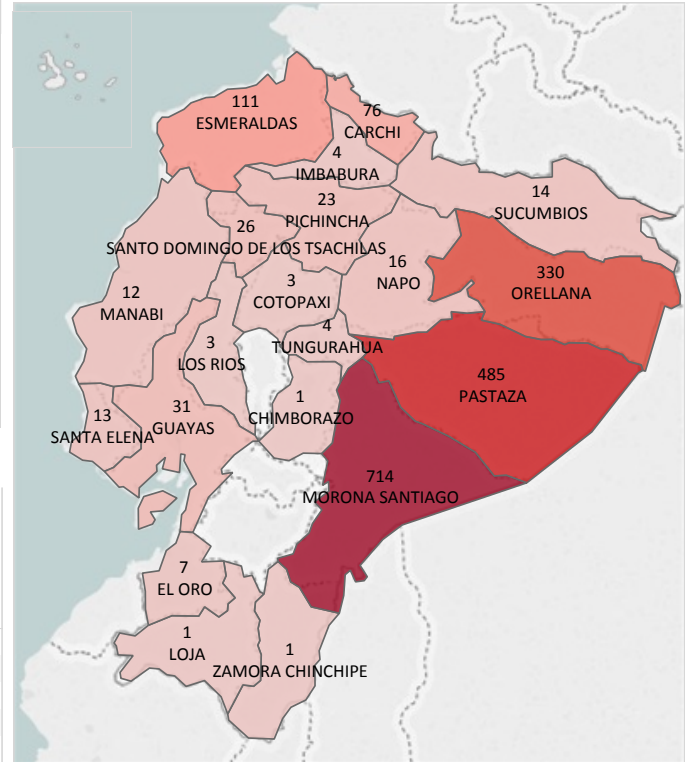 111
ESMERALDAS
76
CARCHI
4
IMBABURA
14
SUCUMBIOS
23
PICHINCHA
26
SANTO DOMINGO DE LOS TSACHILAS
16
NAPO
330
ORELLANA
3
COTOPAXI
12
MANABI
4
TUNGURAHUA
3
LOS RIOS
485
PASTAZA
1
CHIMBORAZO
31
GUAYAS
13
SANTA ELENA
714
MORONA SANTIAGO
7
EL ORO
1
LOJA
1
ZAMORA CHINCHIPE